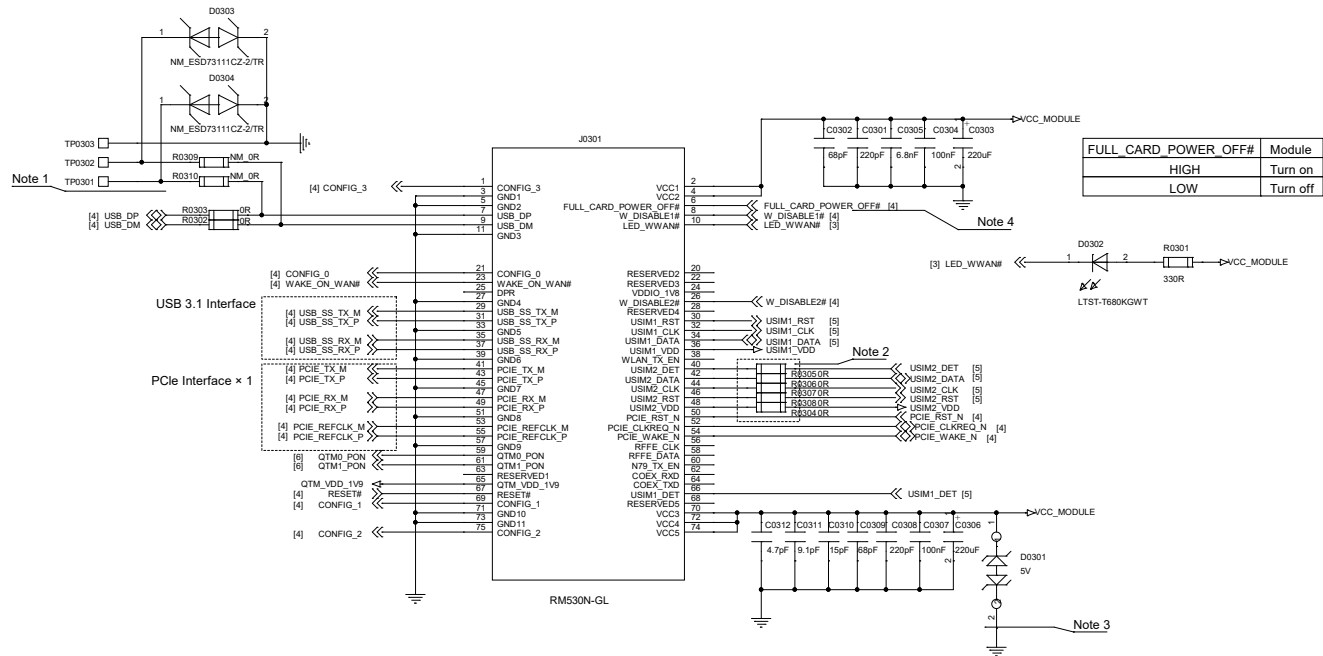 D0303
1 2
NM_ESD73111CZ-2/TR
D0304
1 2
NM_ESD73111CZ-2/TR
TP0303
TP0302
R0309 NM_0R
TP0301
R0310 NM_0R
Note 1
[4] USB_DP R0303 0R
[4] USB_DM R0302 0R
J0301
[4] CONFIG_3 1 CONFIG_3
3 GND1
5 GND2
7 USB_DP
9 USB_DM
11 GND3
[4] CONFIG_0 21 CONFIG_0
[4] WAKE_ON_WAN# 23 WAKE_ON_WAN#
25 DPR
USB 3.1 Interface
27 GND4
[4] USB_SS_TX_M 29 USB_SS_TX_M
[4] USB_SS_TX_P 31 USB_SS_TX_P
33 GND5
[4] USB_SS_RX_M 35 USB_SS_RX_M
[4] USB_SS_RX_P 37 USB_SS_RX_P
39 GND6
PCIe Interface × 1
[4] PCIE_TX_M 41 PCIE_TX_M
[4] PCIE_TX_P 43 PCIE_TX_P
45 GND7
[4] PCIE_RX_M 47 PCIE_RX_M
[4] PCIE_RX_P 49 PCIE_RX_P
51 GND8
[4] PCIE_REFCLK_M 53 PCIE_REFCLK_M
[4] PCIE_REFCLK_P 55 PCIE_REFCLK_P
57 GND9
[6] QTM0_PON 59 QTM0_PON
[6] QTM1_PON 61 QTM1_PON
63 RESERVED1
QTM_VDD_1V9 65 QTM_VDD_1V9
[4] RESET# 67 RESET#
[4] CONFIG_1 69 CONFIG_1
71 GND10
73 GND11
[4] CONFIG_2 75 CONFIG_2
VCC1 2
VCC2 4
FULL_CARD_POWER_OFF# 6 FULL_CARD_POWER_OFF# [4]
W_DISABLE1# 8 W_DISABLE1# [4]
LED_WWAN# 10 LED_WWAN# [3]
Note 4
RESERVED2 20
RESERVED3 22
VDDIO_1V8 24
W_DISABLE2# 26 W_DISABLE2# [4]
RESERVED4 28
USIM1_RST 30 USIM1_RST [5]
USIM1_CLK 32 USIM1_CLK [5]
USIM1_DATA 34 USIM1_DATA [5]
USIM1_VDD 36 USIM1_VDD
WLAN_TX_EN 38
Note 2
USIM2_DET 40 R0305 0R USIM2_DET [5]
USIM2_DATA 42 R0306 0R USIM2_DATA [5]
USIM2_CLK 44 R0307 0R USIM2_CLK [5]
USIM2_RST 46 R0308 0R USIM2_RST [5]
USIM2_VDD 48 R0304 0R USIM2_VDD
PCIE_RST_N 50 PCIE_RST_N [4]
PCIE_CLKREQ_N 52 PCIE_CLKREQ_N [4]
PCIE_WAKE_N 54 PCIE_WAKE_N [4]
RFFE_CLK 56
RFFE_DATA 58
N79_TX_EN 60
COEX_RXD 62
COEX_TXD 64
USIM1_DET 66 USIM1_DET [5]
RESERVED5 68
VCC3 70
VCC4 72
VCC5 74
RM530N-GL
VCC_MODULE
C0302 C0301 C0305 C0304 + C0303
68pF 220pF 6.8nF 100nF 220uF
FULL_CARD_POWER_OFF# Module
HIGH Turn on
LOW Turn off
[3] LED_WWAN# 1 D0302 2 R0301 VCC_MODULE
LTST-T680KGWT
330R
VCC_MODULE
C0312 C0311 C0310 C0309 C0308 C0307 + C0306
4.7pF 9.1pF 15pF 68pF 220pF 100nF 220uF
2
1
D0301
5V
2
Note 3